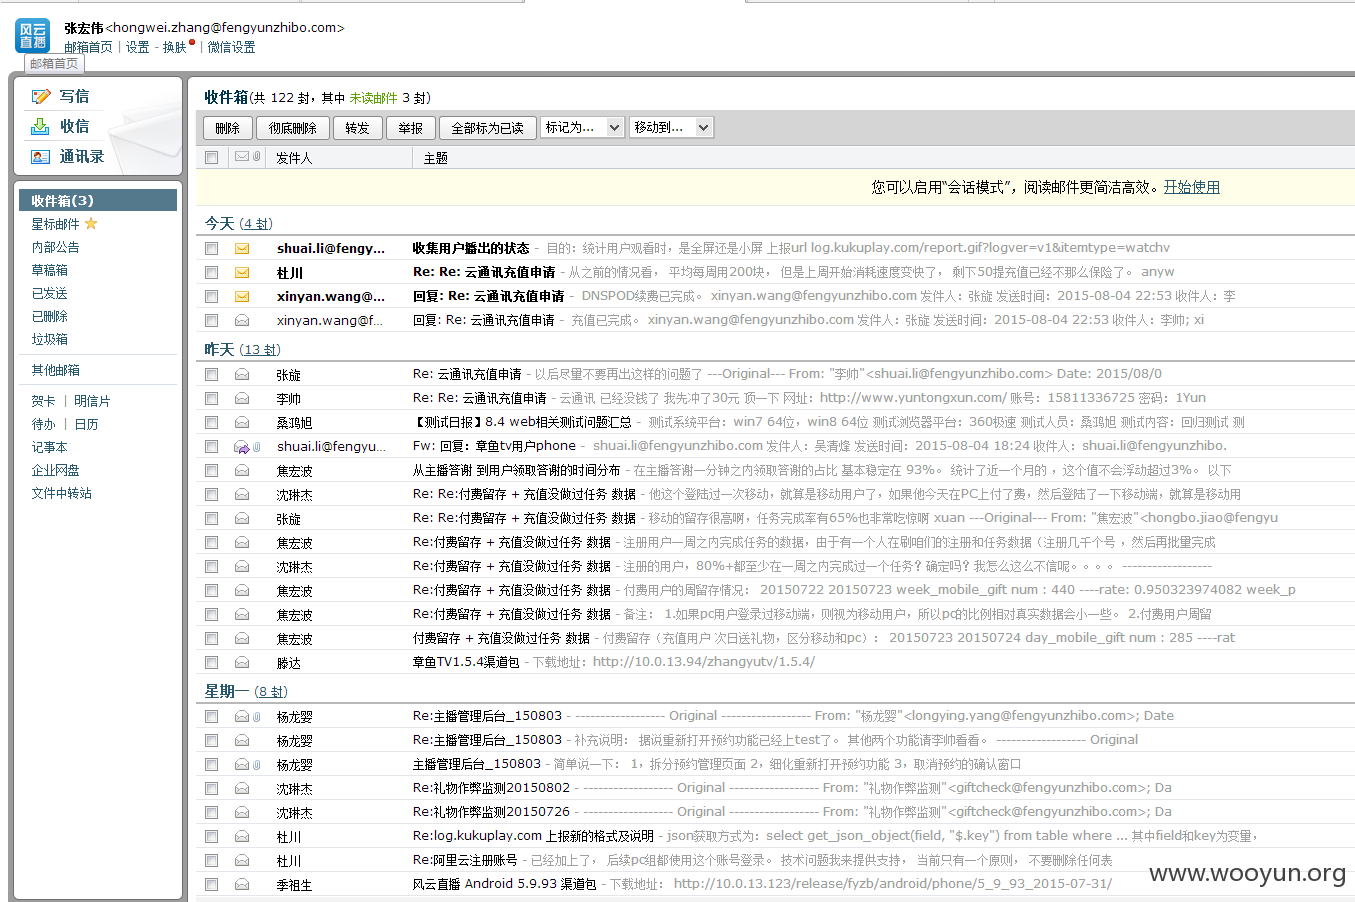 风云直播
张宏伟<hongwei.zhang@fengyunzhibo.com>
邮箱首页 | 设置 - 换肤 | 微信设置
邮箱首页
写信
收信
通讯录
收件箱(3)
星标邮件
内部公告
草稿箱
已发送
已删除
垃圾箱
其他邮箱
贺卡 | 明信片
待办 | 日历
记事本
企业网盘
文件中转站
收件箱(共 122 封，其中 未读邮件 3 封)
删除 彻底删除 转发 举报 全部标为已读 标记为... 移动到...
发件人 主题
您可以启用“会话模式”，阅读邮件更简洁高效。开始使用
今天 (4 封)
shuai.li@fengy... 收集用户播出的状态 - 目的：统计用户观看时，是全屏还是小屏 上报url log.kukuplay.com/report.gif?logver=v1&itemtype=watchv
杜川 Re: Re: 云通讯充值申请 - 从之前的情况看， 平均每周用200块， 但是上周开始消耗速度变快了， 剩下50提充值已经不那么保险了。 anyw
xinyan.wang@... 回复: Re: 云通讯充值申请 - DNSPOD续费已完成。 xinyan.wang@fengyunzhibo.com 发件人：张旋 发送时间：2015-08-04 22:53 收件人：李
xinyan.wang@f... 回复: Re: 云通讯充值申请 - 充值已完成。 xinyan.wang@fengyunzhibo.com 发件人：张旋 发送时间：2015-08-04 22:53 收件人：李帅; xi
昨天 (13 封)
张旋 Re: 云通讯充值申请 - 以后尽量不要再出这样的问题了 ---Original--- From: "李帅"<shuai.li@fengyunzhibo.com> Date: 2015/08/0
李帅 Re: Re: 云通讯充值申请 - 云通讯 已经没钱了 我先冲了30元 顶一下 网址：http://www.yuntongxun.com/ 账号：15811336725 密码：1Yun
桑鸿旭 【测试日报】8.4 web相关测试问题汇总 - 测试系统平台：win7 64位，win8 64位 测试浏览器平台：360极速 测试人员：桑鸿旭 测试内容：回归测试 测
shuai.li@fengyu... Fw: 回复：章鱼tv用户phone - shuai.li@fengyunzhibo.com 发件人：吴清烽 发送时间：2015-08-04 18:24 收件人：shuai.li@fengyunzhibo.
焦宏波 从主播答谢 到用户领取答谢的时间分布 - 在主播答谢一分钟之内领取答谢的占比 基本稳定在 93%。 统计了近一个月的 ，这个值不会浮动超过3%。 以下
沈琳杰 Re: Re:付费留存 + 充值没做过任务 数据 - 他这个登陆过一次移动，就算是移动用户了，如果他今天在PC上付了费，然后登陆了一下移动端，就算是移动用
张旋 Re: Re:付费留存 + 充值没做过任务 数据 - 移动的留存很高啊，任务完成率有65%也非常吃惊啊 xuan ---Original--- From: "焦宏波"<hongbo.jiao@fengyu
焦宏波 Re:付费留存 + 充值没做过任务 数据 - 注册用户一周之内完成任务的数据，由于有一个人在刷咱们的注册和任务数据（注册几千个号 ，然后再批量完成
沈琳杰 Re:付费留存 + 充值没做过任务 数据 - 注册的用户，80%+都至少在一周之内完成过一个任务？确定吗？我怎么这么不信呢。。。。 ------------------
焦宏波 Re:付费留存 + 充值没做过任务 数据 - 付费用户的周留存情况： 20150722 20150723 week_mobile_gift num : 440 ----rate: 0.950323974082 week_p
焦宏波 Re:付费留存 + 充值没做过任务 数据 - 备注： 1.如果pc用户登录过移动端，则视为移动用户，所以pc的比例相对真实数据会小一些。 2.付费用户周留
焦宏波 付费留存 + 充值没做过任务 数据 - 付费留存（充值用户 次日送礼物，区分移动和pc）： 20150723 20150724 day_mobile_gift num : 285 ----rat
滕达 章鱼TV1.5.4渠道包 - 下载地址：http://10.0.13.94/zhangyutv/1.5.4/
星期一 (8 封)
杨龙婴 Re:主播管理后台_150803 - ------------------ Original ------------------ From: "杨龙婴"<longying.yang@fengyunzhibo.com>; Date
杨龙婴 Re:主播管理后台_150803 - 补充说明： 据说重新打开预约功能已经上test了。 其他两个功能请李帅看看。 ------------------ Original
杨龙婴 主播管理后台_150803 - 简单说一下： 1，拆分预约管理页面 2，细化重新打开预约功能 3，取消预约的确认窗口
沈琳杰 Re:礼物作弊监测20150802 - ------------------ Original ------------------ From: "礼物作弊监测"<giftcheck@fengyunzhibo.com>; Da
沈琳杰 Re:礼物作弊监测20150726 - ------------------ Original ------------------ From: "礼物作弊监测"<giftcheck@fengyunzhibo.com>; Da
杜川 Re:log.kukuplay.com 上报新的格式及说明 - json获取方式为：select get_json_object(field, "$.key") from table where ... 其中field和key为变量，
杜川 Re:阿里云注册账号 - 已经加上了， 后续pc组都使用这个账号登录。 技术问题我来提供支持， 当前只有一个原则， 不要删除任何表
季祖生 风云直播 Android 5.9.93 渠道包 - 下载地址： http://10.0.13.123/release/fyzb/android/phone/5_9_93_2015-07-31/
www.wooyun.org